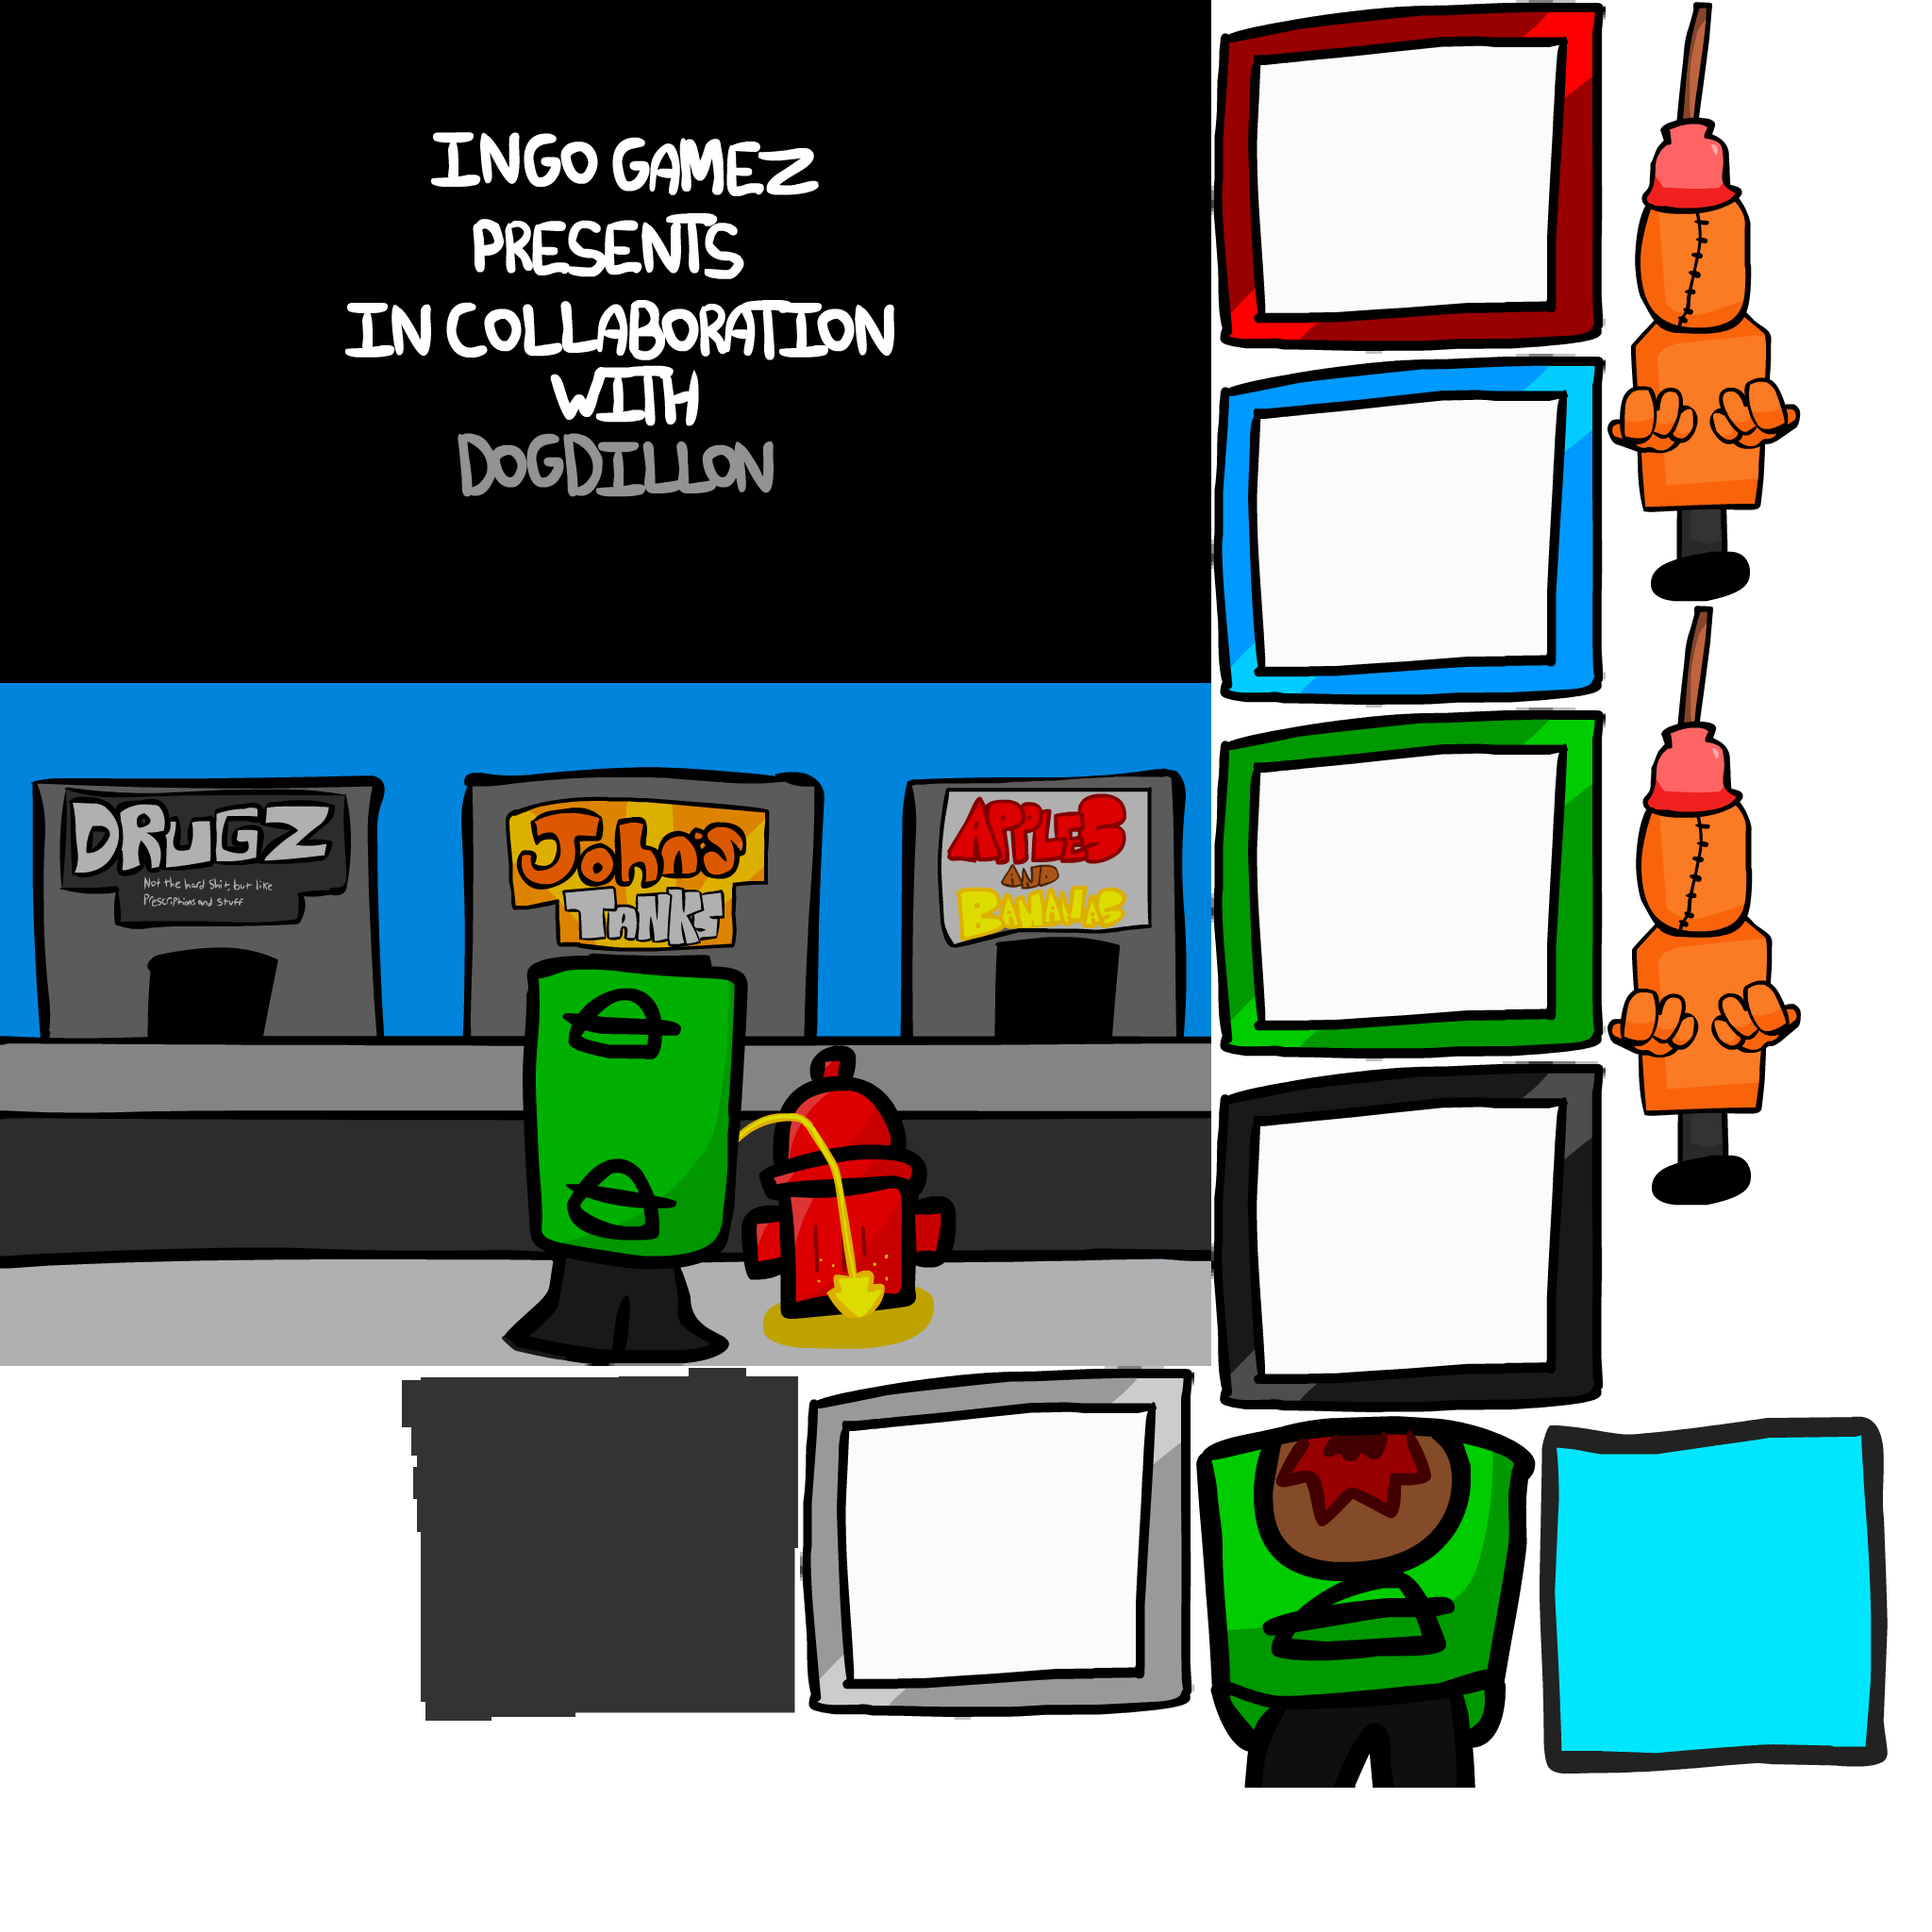 INGO GAMEZ
PRESENTS
IN COLLABORATION
WITH
DOGDILLON
DRUGZ
Not the hard shit, but like
Prescriptions and stuff
John's
TANKS
APPLES
AND
BANANAS